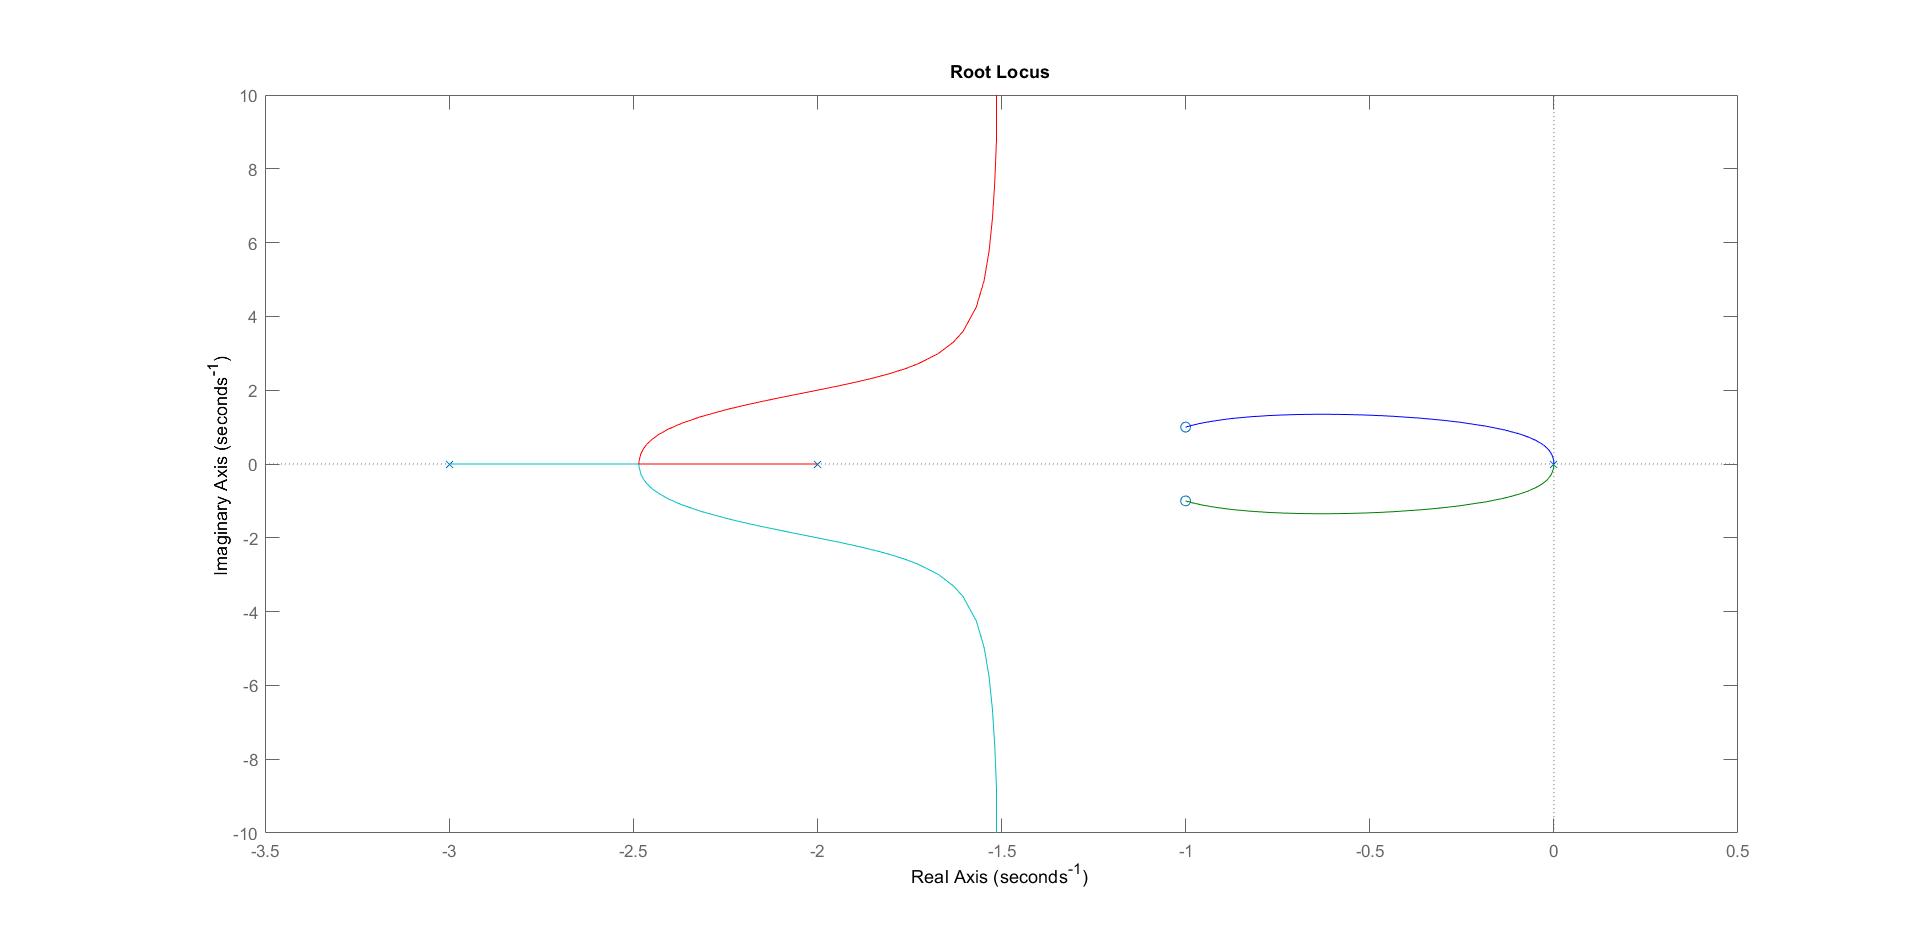 Root Locus
10
8
6
4
2
0
-2
-4
-6
-8
-10
Imaginary Axis (seconds⁻¹)
-3.5 -3 -2.5 -2 -1.5 -1 -0.5 0 0.5
Real Axis (seconds⁻¹)